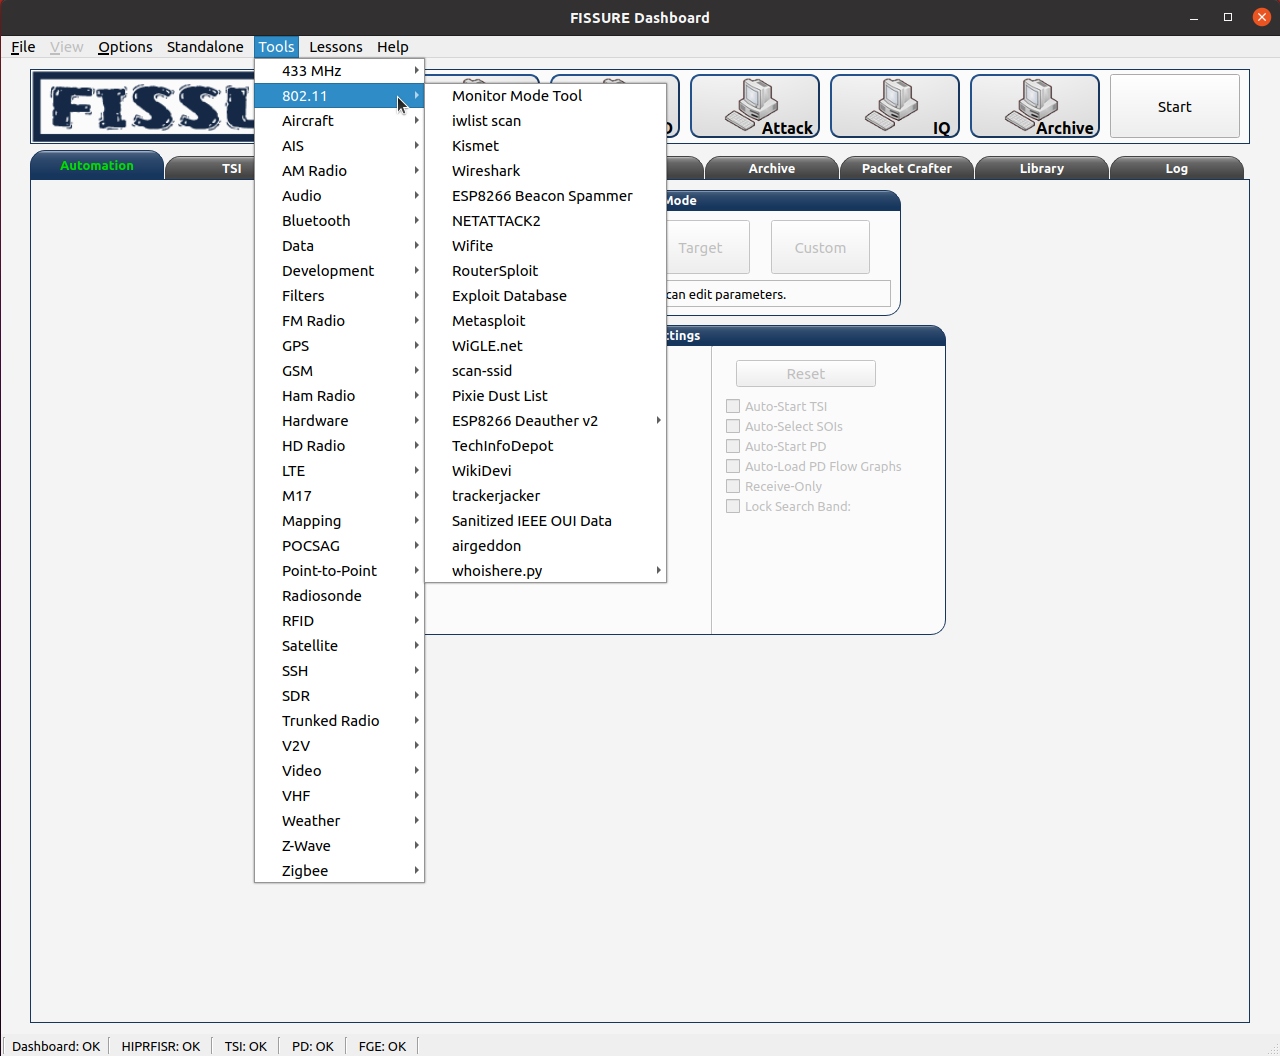 FISSURE Dashboard
File View Options Standalone Tools Lessons Help
FISSU
Attack
IQ
Archive
Start
Automation
TSI
Archive
Packet Crafter
Library
Log
433 MHz
802.11
Aircraft
AIS
AM Radio
Audio
Bluetooth
Data
Development
Filters
FM Radio
GPS
GSM
Ham Radio
Hardware
HD Radio
LTE
M17
Mapping
POCSAG
Point-to-Point
Radiosonde
RFID
Satellite
SSH
SDR
Trunked Radio
V2V
Video
VHF
Weather
Z-Wave
Zigbee
Monitor Mode Tool
iwlist scan
Kismet
Wireshark
ESP8266 Beacon Spammer
NETATTACK2
Wifite
RouterSploit
Exploit Database
Metasploit
WiGLE.net
scan-ssid
Pixie Dust List
ESP8266 Deauther v2
TechInfoDepot
WikiDevi
trackerjacker
Sanitized IEEE OUI Data
airgeddon
whoishere.py
Mode
Target
Custom
can edit parameters.
ttings
Reset
Auto-Start TSI
Auto-Select SOIs
Auto-Start PD
Auto-Load PD Flow Graphs
Receive-Only
Lock Search Band:
Dashboard: OK HIPRFISR: OK TSI: OK PD: OK FGE: OK